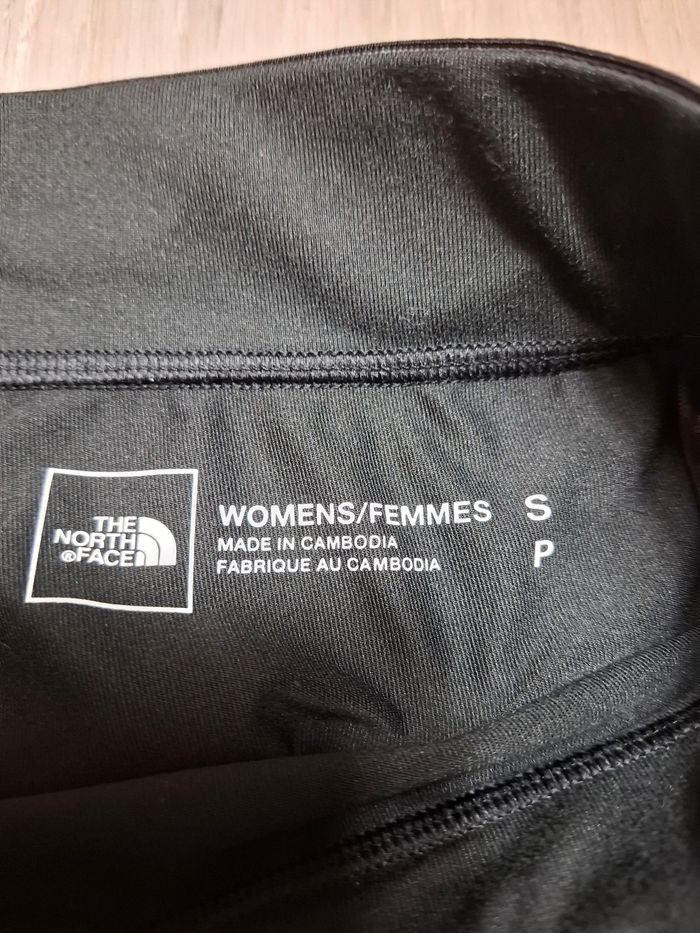 THE
NORTH
®FACE
WOMENS/FEMMES S
MADE IN CAMBODIA
FABRIQUE AU CAMBODIA P